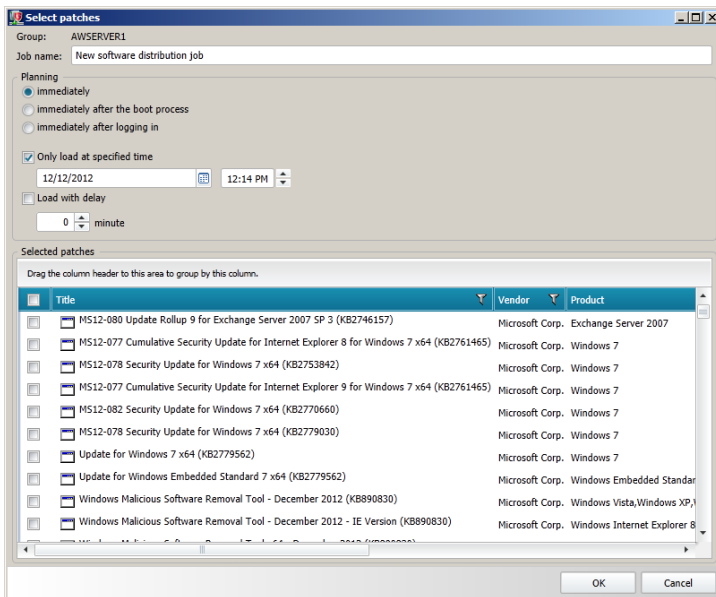 Select patches
Group: AWSERVER1
Job name: New software distribution job
Planning
immediately
immediately after the boot process
immediately after logging in
Only load at specified time
12/12/2012 12:14 PM
Load with delay
0 minute
Selected patches
Drag the column header to this area to group by this column.
Title Vendor Product
MS12-080 Update Rollup 9 for Exchange Server 2007 SP 3 (KB2746157) Microsoft Corp. Exchange Server 2007
MS12-077 Cumulative Security Update for Internet Explorer 8 for Windows 7 x64 (KB2761465) Microsoft Corp. Windows 7
MS12-078 Security Update for Windows 7 x64 (KB2753842) Microsoft Corp. Windows 7
MS12-077 Cumulative Security Update for Internet Explorer 9 for Windows 7 x64 (KB2761465) Microsoft Corp. Windows 7
MS12-082 Security Update for Windows 7 x64 (KB2770660) Microsoft Corp. Windows 7
MS12-078 Security Update for Windows 7 x64 (KB2779030) Microsoft Corp. Windows 7
Update for Windows 7 x64 (KB2779562) Microsoft Corp. Windows 7
Update for Windows Embedded Standard 7 x64 (KB2779562) Microsoft Corp. Windows Embedded Standar
Windows Malicious Software Removal Tool - December 2012 (KB890830) Microsoft Corp. Windows Vista,Windows XP,
Windows Malicious Software Removal Tool - December 2012 - IE Version (KB890830) Microsoft Corp. Windows Internet Explorer 8
OK Cancel